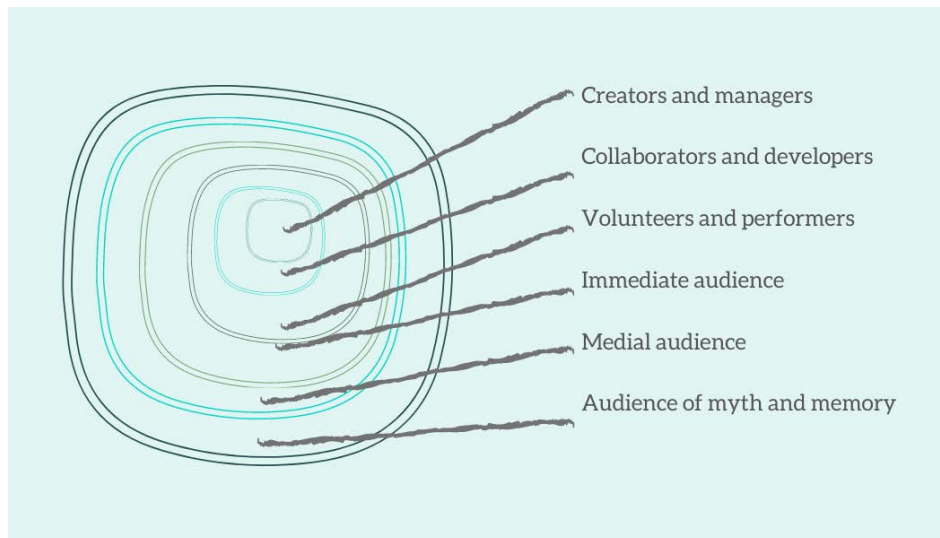 Creators and managers
Collaborators and developers
Volunteers and performers
Immediate audience
Medial audience
Audience of myth and memory